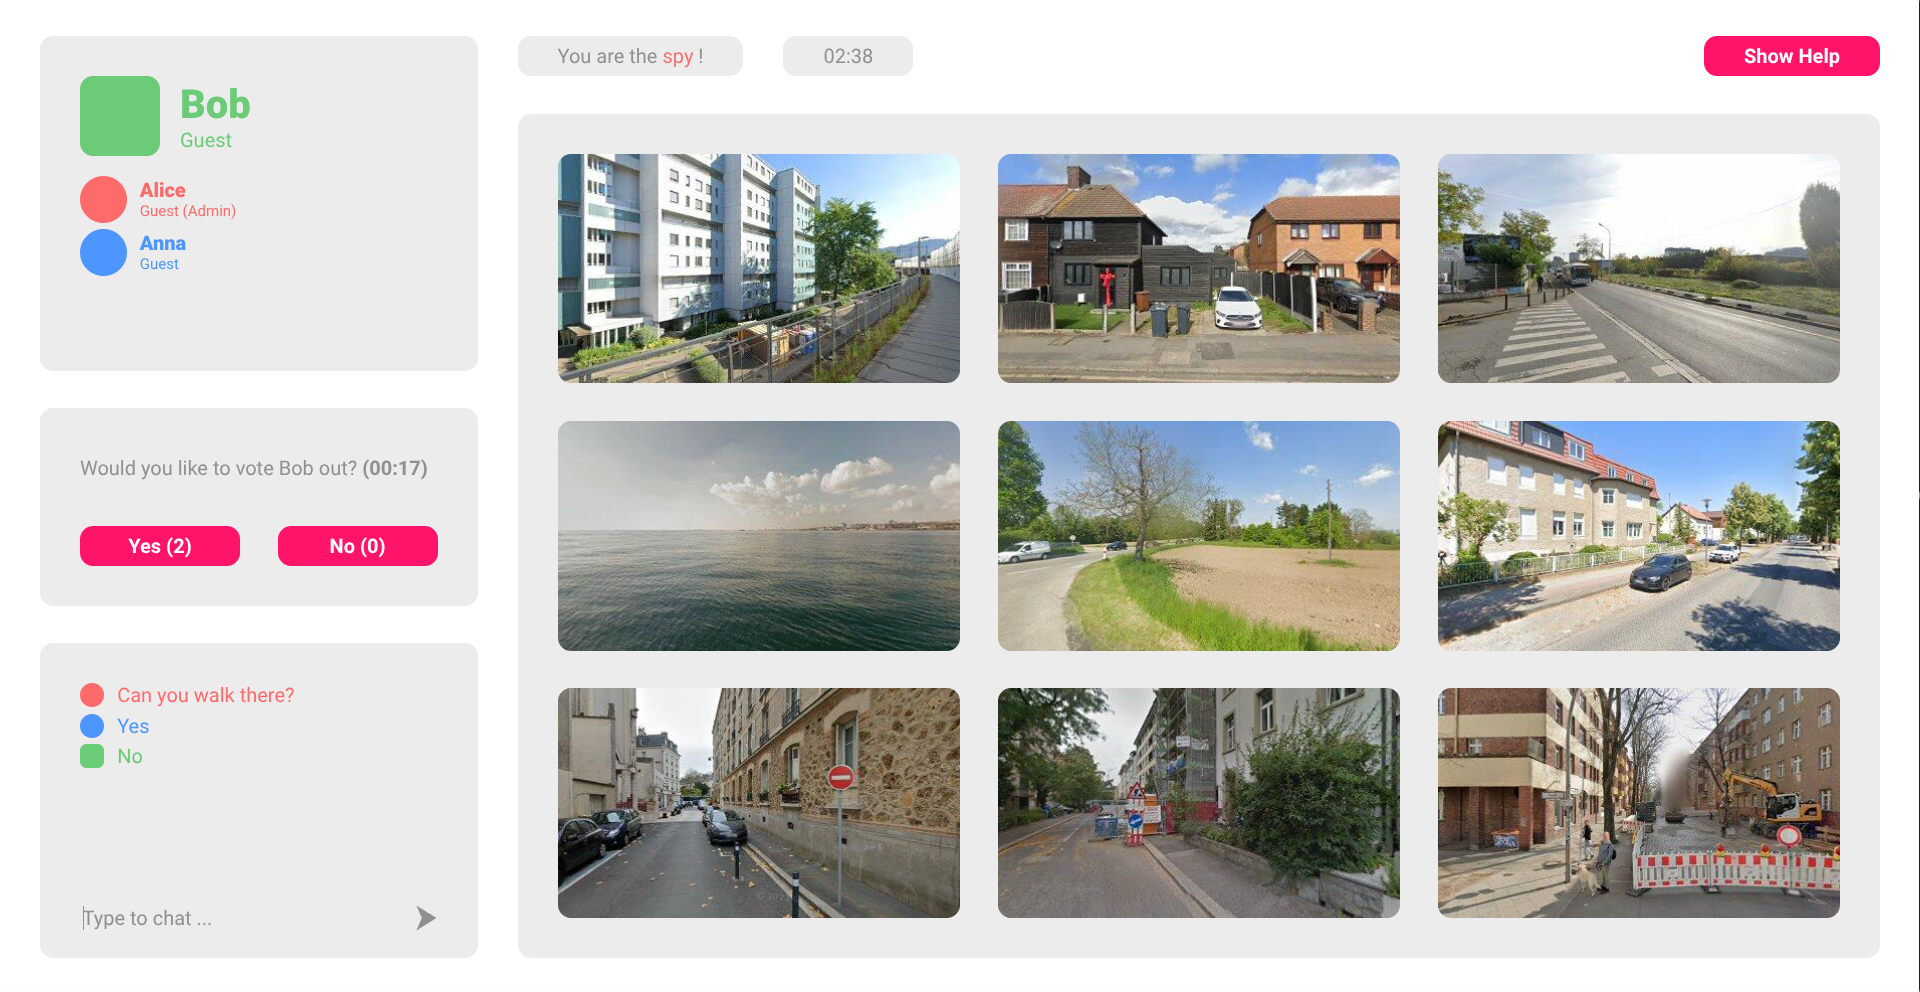 Bob
Guest
Alice
Guest (Admin)
Anna
Guest
Would you like to vote Bob out? (00:17)
Yes (2)
No (0)
Can you walk there?
Yes
No
Type to chat ...
You are the spy !
02:38
Show Help